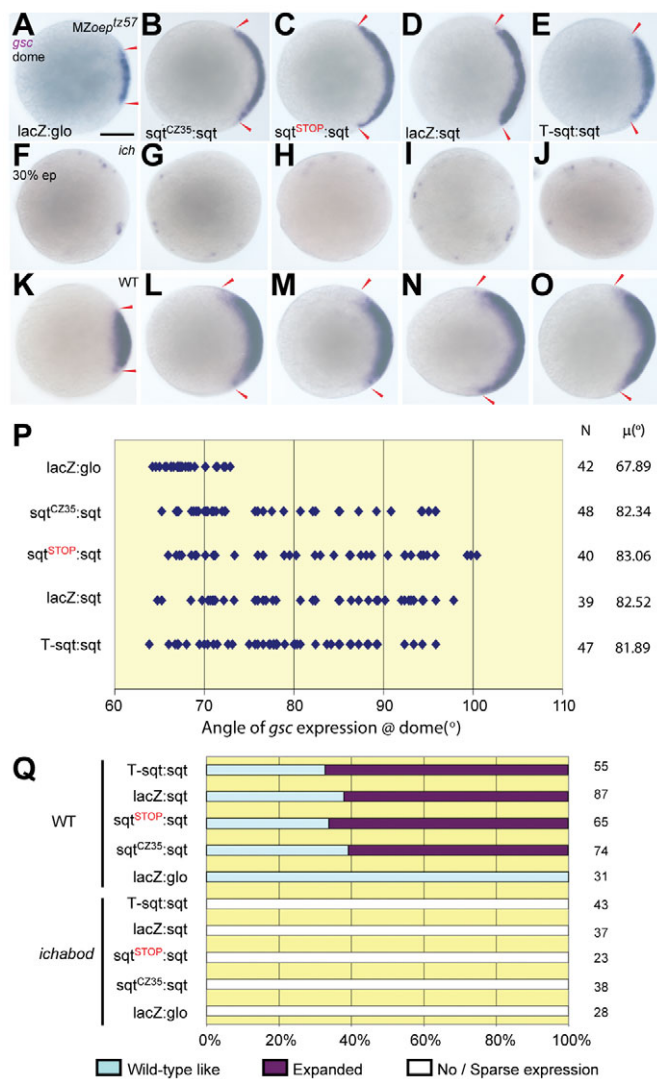 A MZoep^tz57 B C D E
gsc
dome
lacZ:glo sqt^CZ35:sqt sqt^STOP:sqt lacZ:sqt T-sqt:sqt
F ich G H I J
30% ep
K WT L M N O
P N μ(°)
lacZ:glo 42 67.89
sqt^CZ35:sqt 48 82.34
sqt^STOP:sqt 40 83.06
lacZ:sqt 39 82.52
T-sqt:sqt 47 81.89
60 70 80 90 100 110
Angle of gsc expression @ dome(°)
Q
T-sqt:sqt 55
lacZ:sqt 87
WT
sqt^STOP:sqt 65
sqt^CZ35:sqt 74
lacZ:glo 31
T-sqt:sqt 43
lacZ:sqt 37
ichabod
sqt^STOP:sqt 23
sqt^CZ35:sqt 38
lacZ:glo 28
0% 20% 40% 60% 80% 100%
Wild-type like Expanded No / Sparse expression